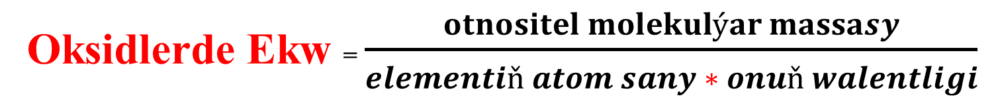 otnositel molekulýar massasy
Oksidlerde Ekw =
elementiň atom sany * onuň walentligi